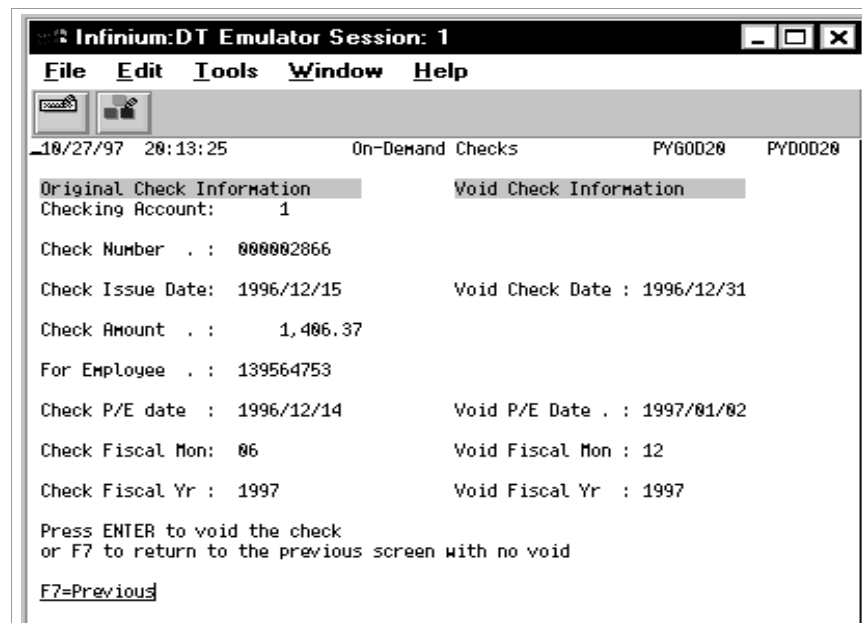 Infinium:DT Emulator Session: 1
File Edit Tools Window Help
10/27/97 20:13:25 On-Demand Checks PYGOD20 PYDOD20
Original Check Information Void Check Information
Checking Account: 1
Check Number . : 000002866
Check Issue Date: 1996/12/15 Void Check Date : 1996/12/31
Check Amount . : 1,406.37
For Employee . : 139564753
Check P/E date : 1996/12/14 Void P/E Date . : 1997/01/02
Check Fiscal Mon: 06 Void Fiscal Mon : 12
Check Fiscal Yr : 1997 Void Fiscal Yr : 1997
Press ENTER to void the check
or F7 to return to the previous screen with no void
F7=Previous